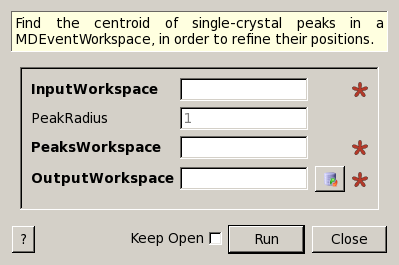 Find the centroid of single-crystal peaks in a
MDEventWorkspace, in order to refine their positions.
InputWorkspace
PeakRadius 1
PeaksWorkspace
OutputWorkspace
? Keep Open Run Close